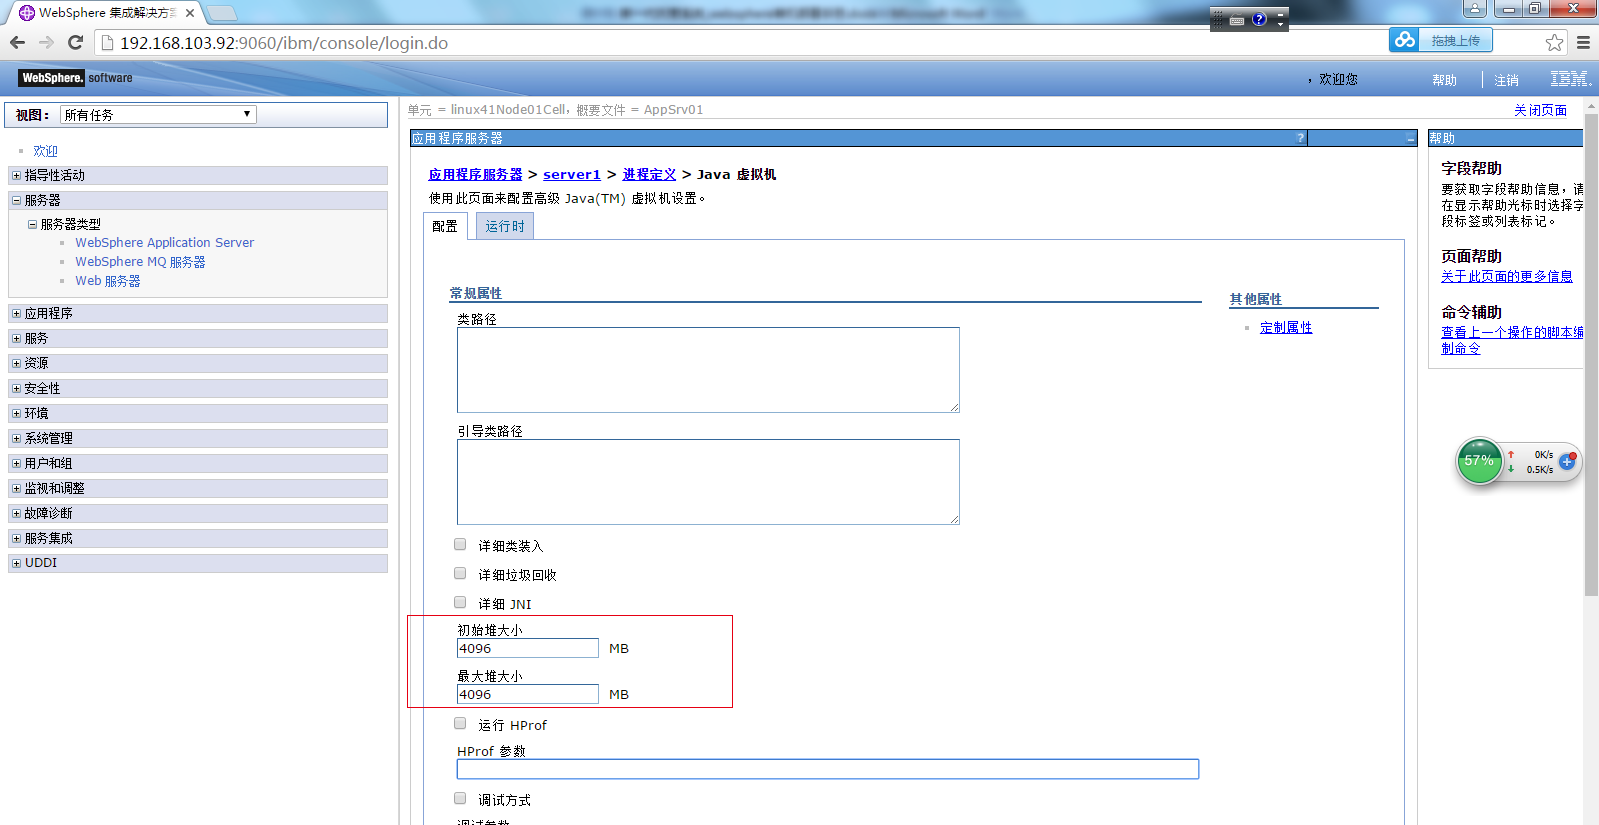 WebSphere 集成解决方案
192.168.103.92:9060/ibm/console/login.do
拖拽上传
WebSphere. software
，欢迎您
帮助
注销
IBM.
视图：
所有任务
欢迎
指导性活动
服务器
服务器类型
WebSphere Application Server
WebSphere MQ 服务器
Web 服务器
应用程序
服务
资源
安全性
环境
系统管理
用户和组
监视和调整
故障诊断
服务集成
UDDI
单元 = linux41Node01Cell，概要文件 = AppSrv01
关闭页面
应用程序服务器
?
应用程序服务器 > server1 > 进程定义 > Java 虚拟机
使用此页面来配置高级 Java(TM) 虚拟机设置。
配置
运行时
常规属性
类路径
引导类路径
详细类装入
详细垃圾回收
详细 JNI
初始堆大小
4096 MB
最大堆大小
4096 MB
运行 HProf
HProf 参数
调试方式
调试参数
其他属性
定制属性
帮助
字段帮助
要获取字段帮助信息，请
在显示帮助光标时选择字
段标签或列表标记。
页面帮助
关于此页面的更多信息
命令辅助
查看上一个操作的脚本编
制命令
57%
0K/s
0.5K/s